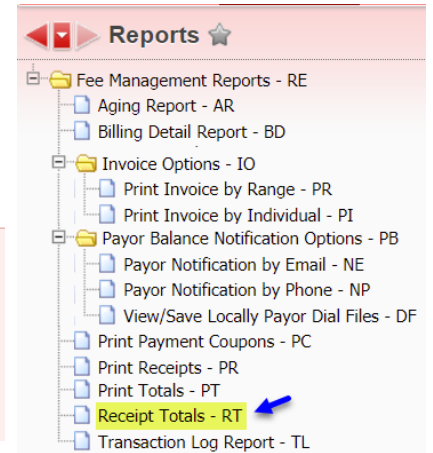 Reports
Fee Management Reports - RE
Aging Report - AR
Billing Detail Report - BD
Invoice Options - IO
Print Invoice by Range - PR
Print Invoice by Individual - PI
Payor Balance Notification Options - PB
Payor Notification by Email - NE
Payor Notification by Phone - NP
View/Save Locally Payor Dial Files - DF
Print Payment Coupons - PC
Print Receipts - PR
Print Totals - PT
Receipt Totals - RT
Transaction Log Report - TL